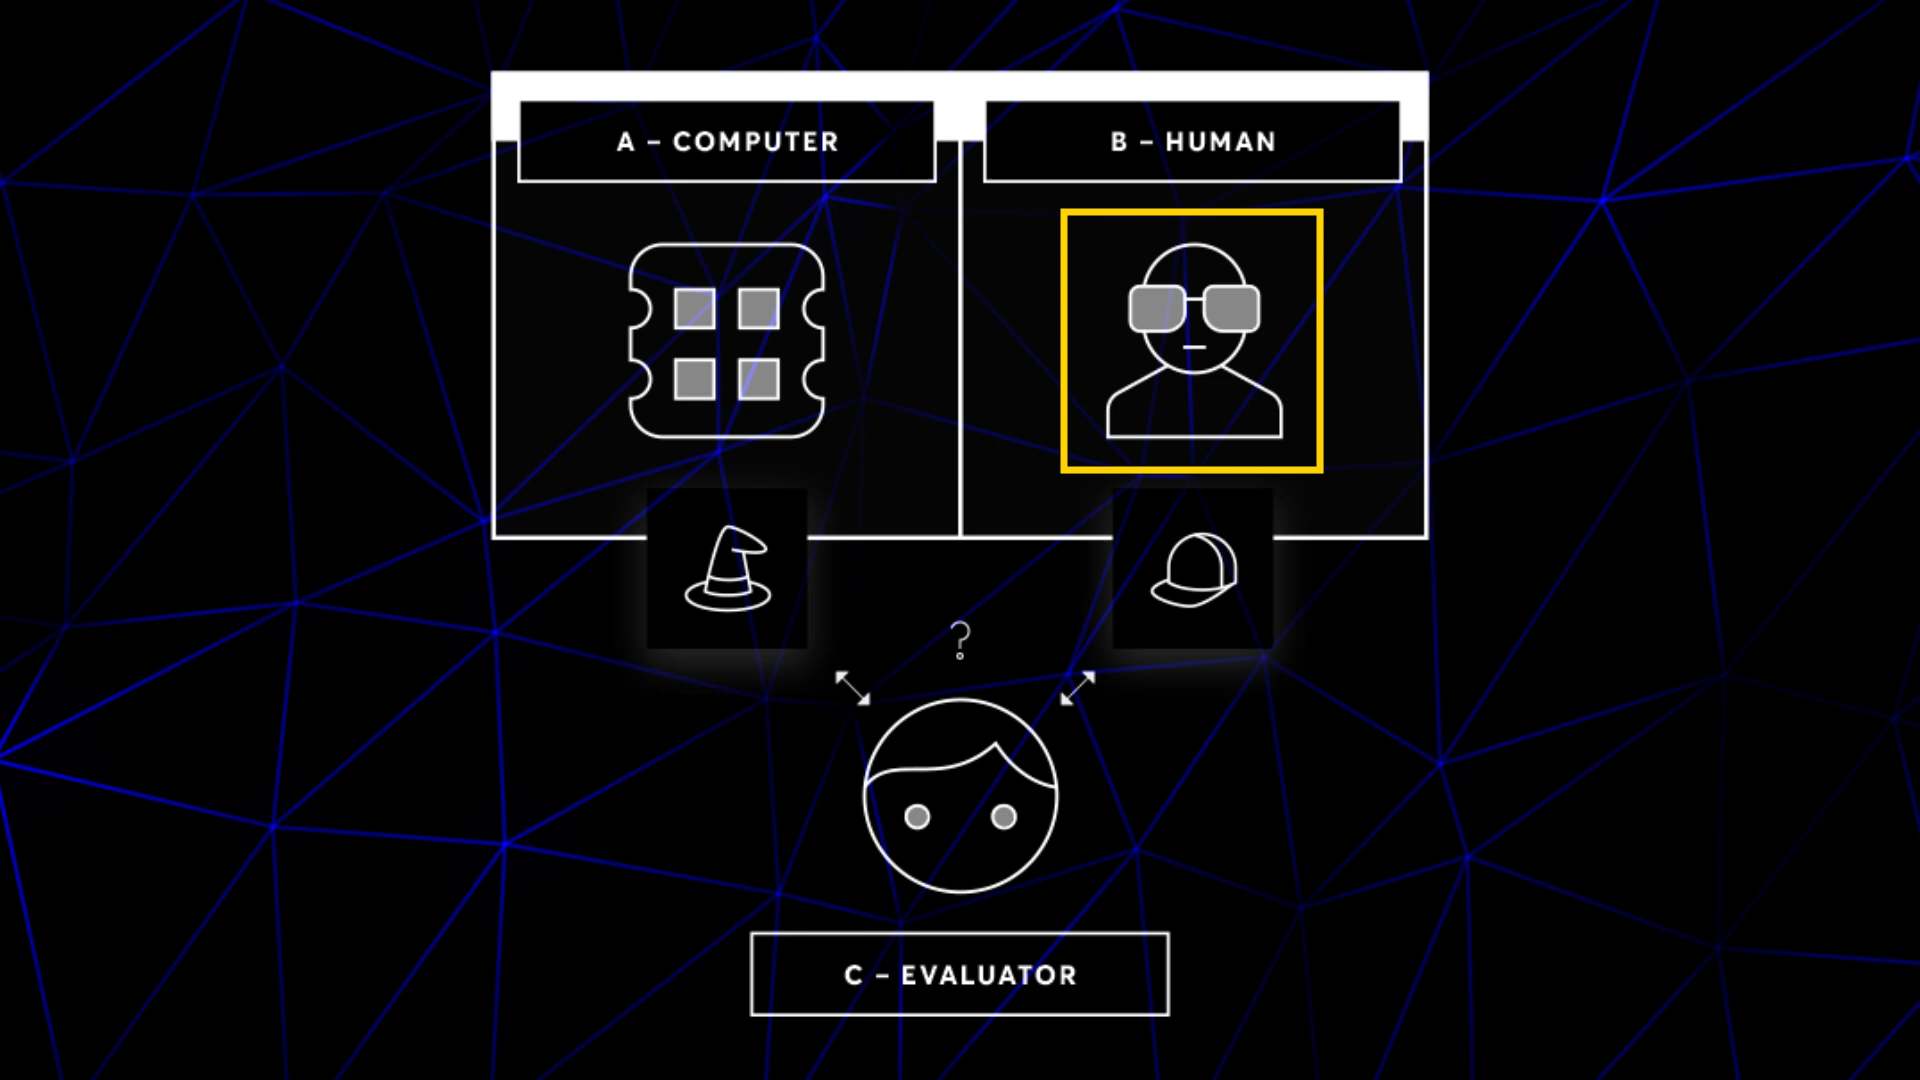 A – COMPUTER
B – HUMAN
?
C – EVALUATOR